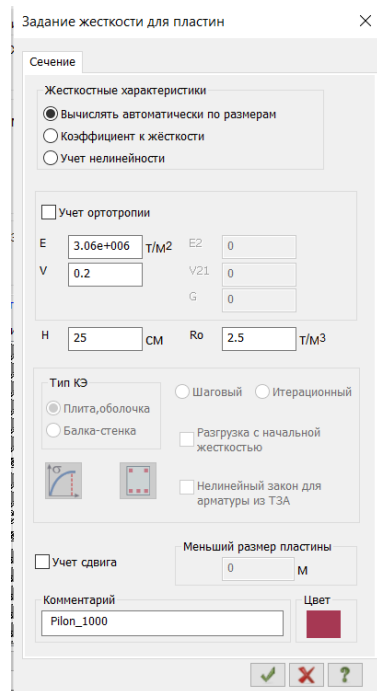 Задание жесткости для пластин
Сечение
Жесткостные характеристики
Вычислять автоматически по размерам
Коэффициент к жёсткости
Учет нелинейности
Учет ортотропии
E 3.06e+006 т/м2 E2 0
V 0.2 V21 0
G 0
H 25 см Ro 2.5 т/м3
Тип КЭ
Плита,оболочка
Балка-стенка
Шаговый Итерационный
Разгрузка с начальной
жесткостью
Нелинейный закон для
арматуры из ТЗА
σ
Учет сдвига
Меньший размер пластины
0 м
Комментарий
Pilon_1000
Цвет
?